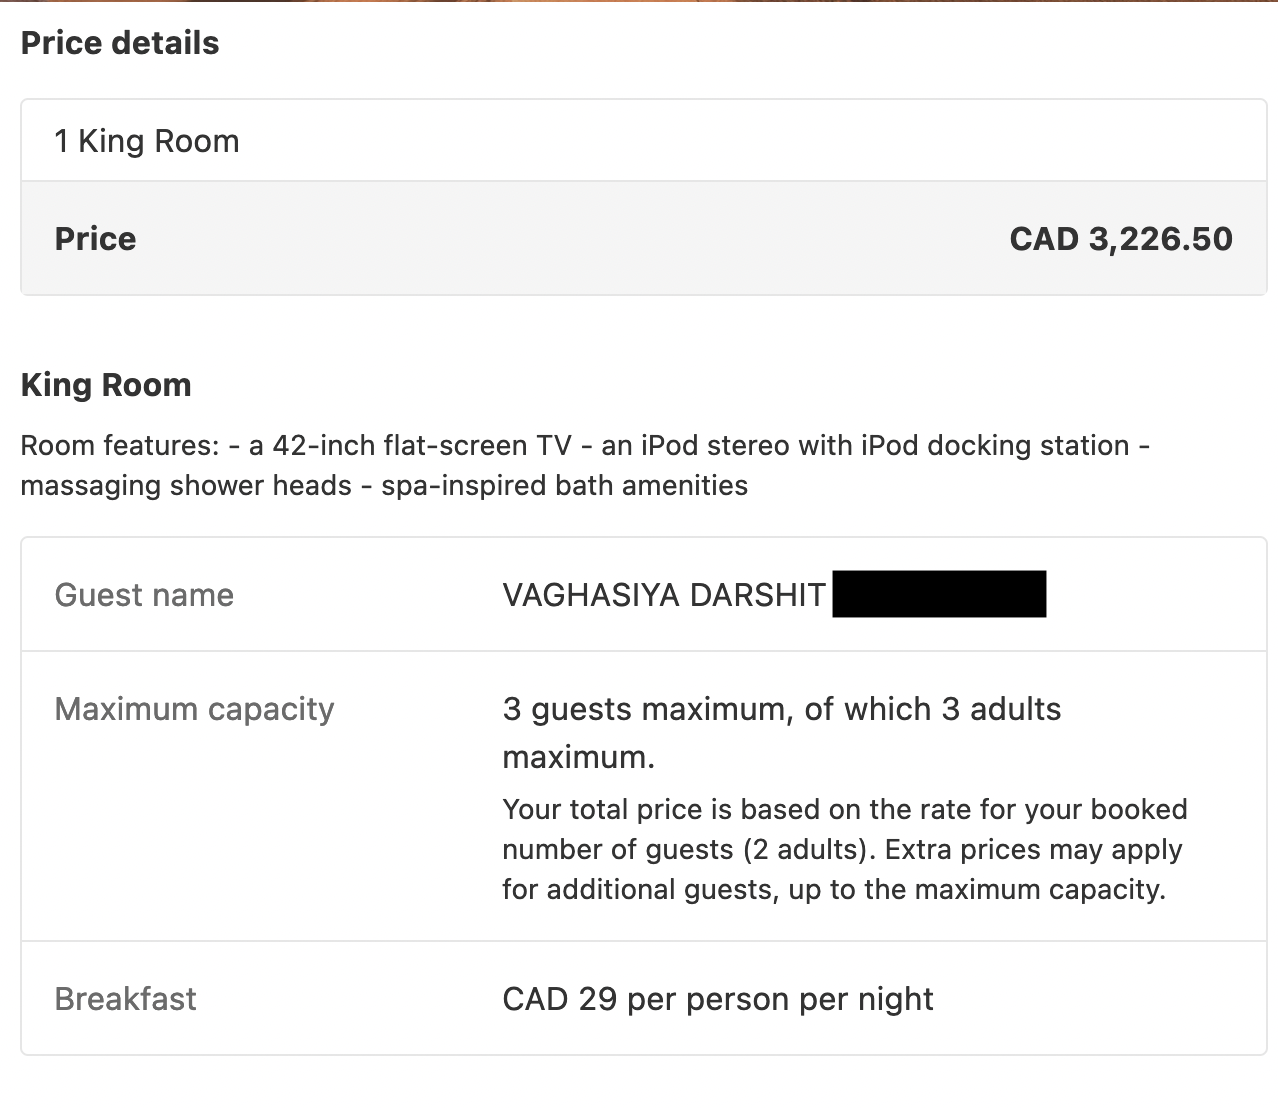 Price details
1 King Room
Price CAD 3,226.50
King Room
Room features: - a 42-inch flat-screen TV - an iPod stereo with iPod docking station -
massaging shower heads - spa-inspired bath amenities
Guest name VAGHASIYA DARSHIT
Maximum capacity 3 guests maximum, of which 3 adults
maximum.
Your total price is based on the rate for your booked
number of guests (2 adults). Extra prices may apply
for additional guests, up to the maximum capacity.
Breakfast CAD 29 per person per night